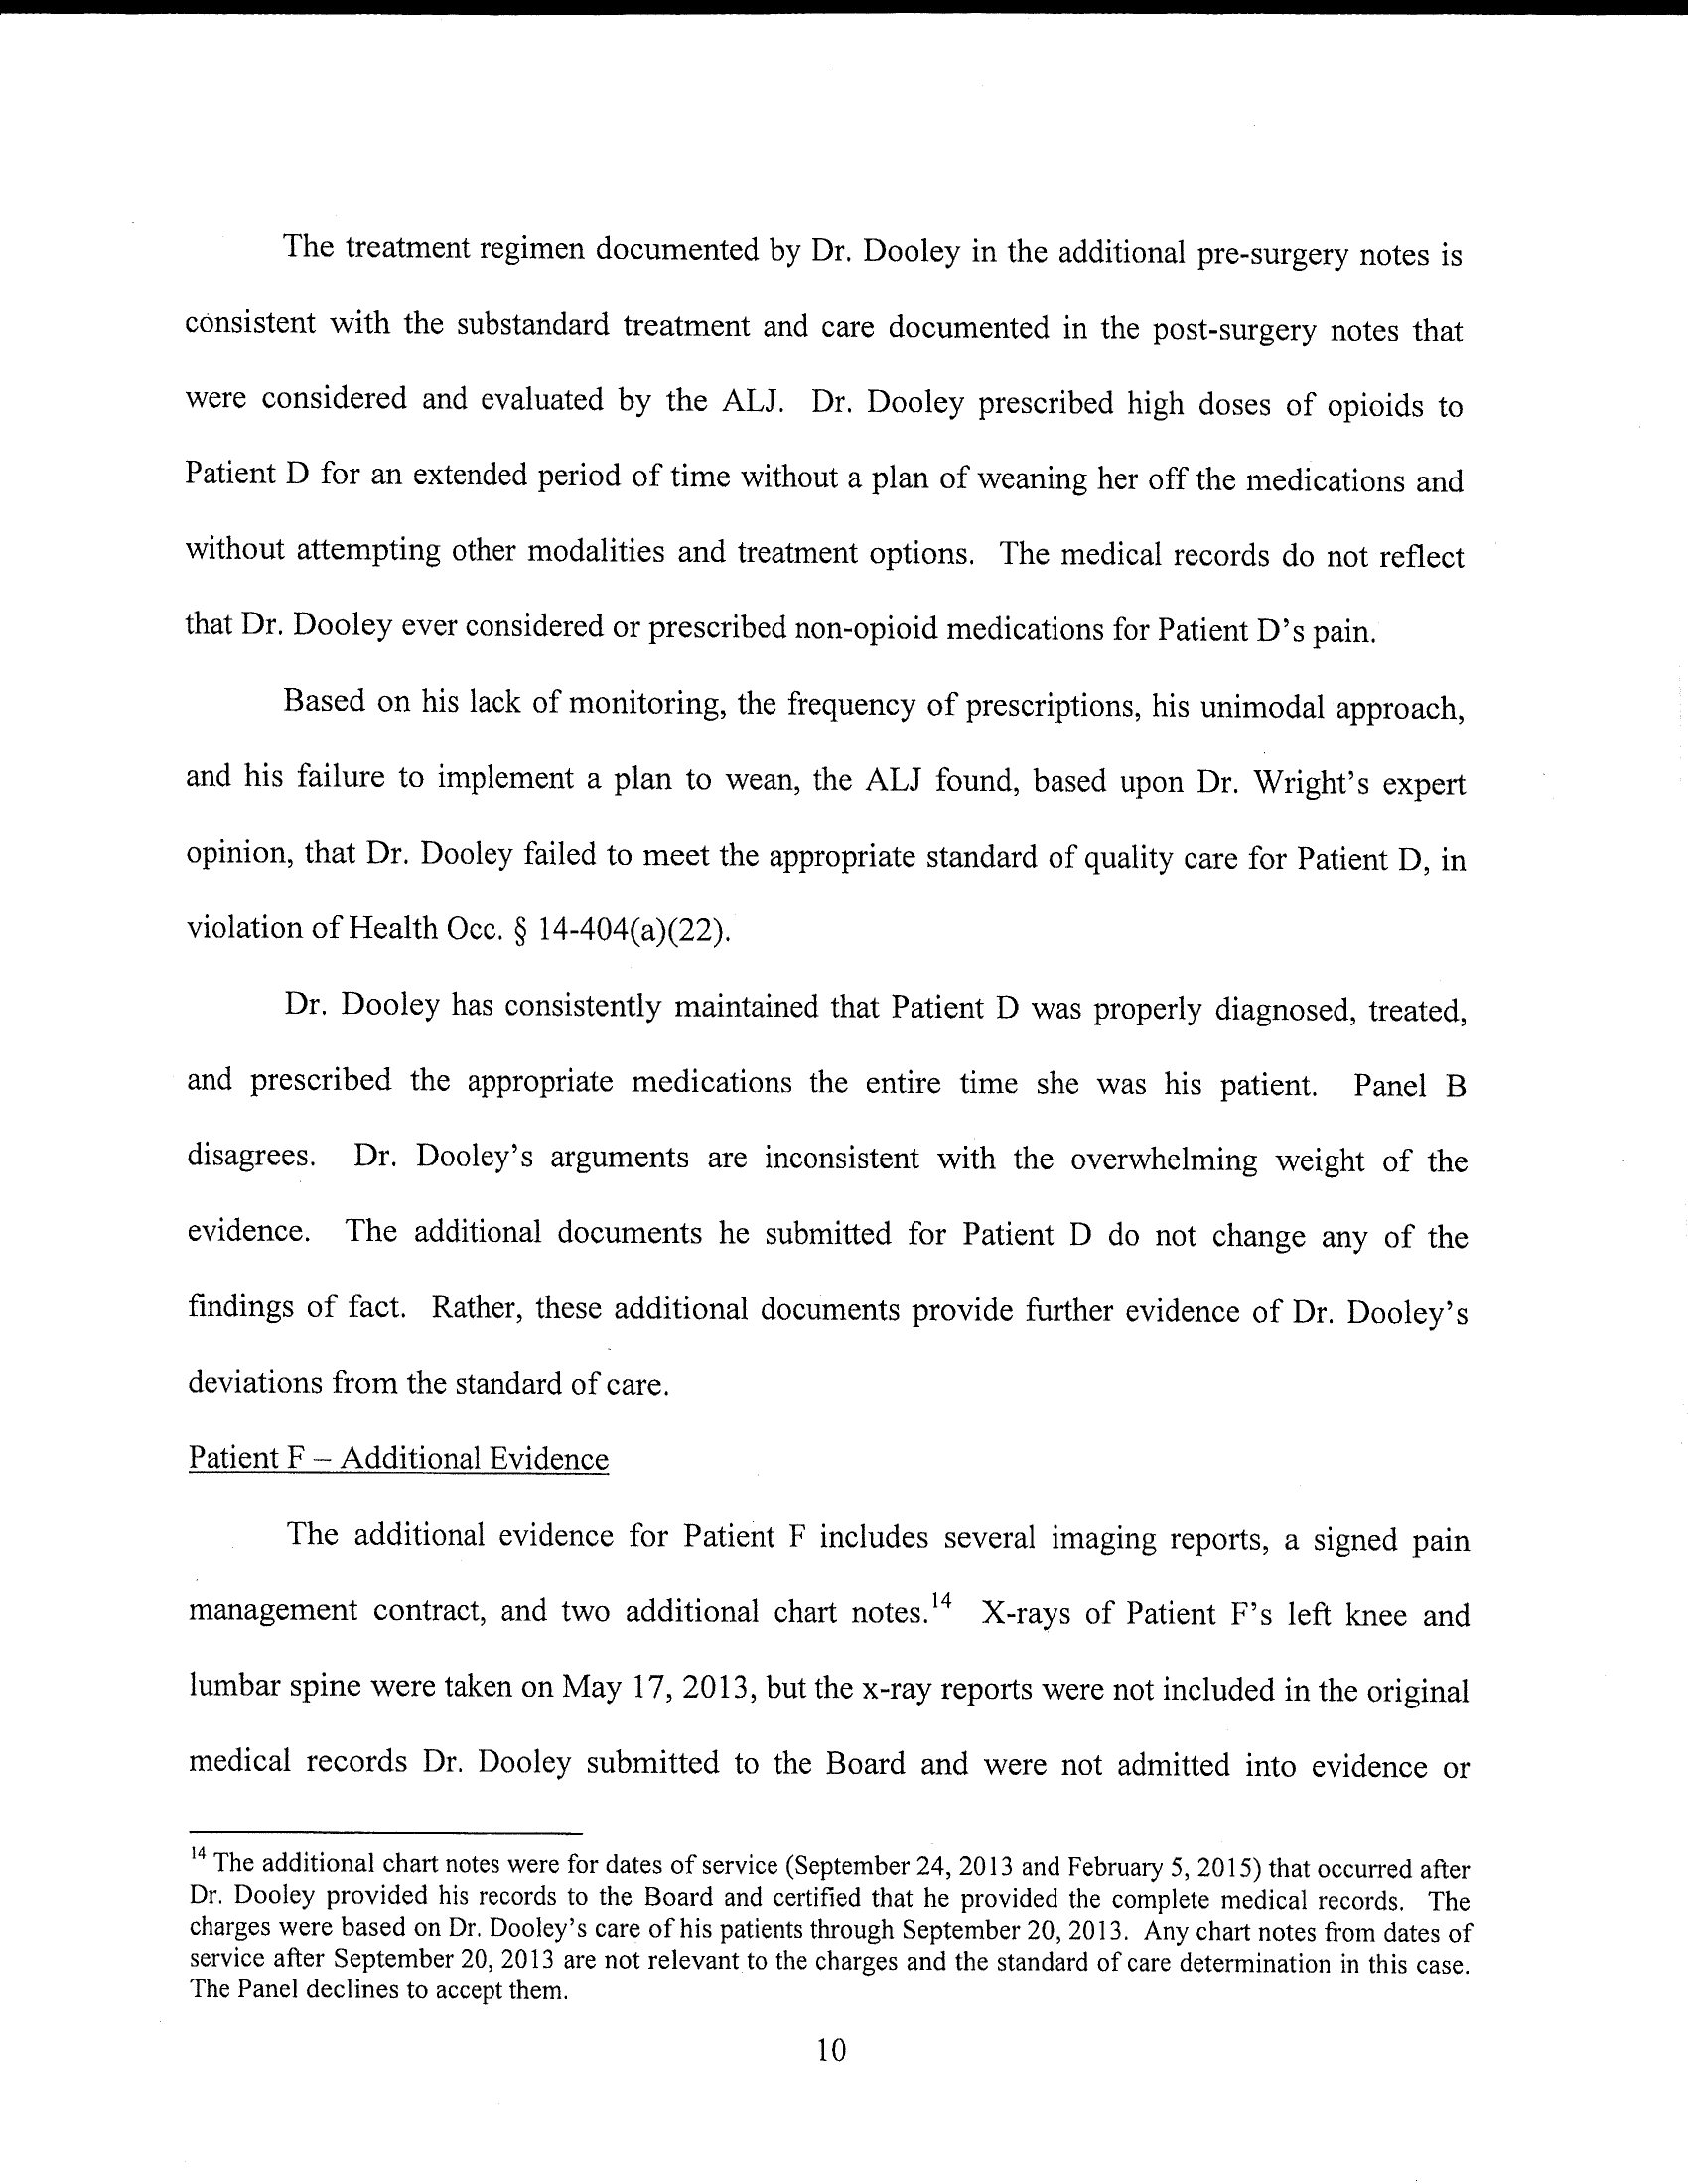 The treatment regimen documented by Dr. Dooley in the additional pre-surgery notes is
consistent with the substandard treatment and care documented in the post-surgery notes that
were considered and evaluated by the ALJ. Dr. Dooley prescribed high doses of opioids to
Patient D for an extended period of time without a plan of weaning her off the medications and
without attempting other modalities and treatment options. The medical records do not reflect
that Dr. Dooley ever considered or prescribed non-opioid medications for Patient D's pain.
Based on his lack of monitoring, the frequency of prescriptions, his unimodal approach,
and his failure to implement a plan to wean, the ALJ found, based upon Dr. Wright's expert
opinion, that Dr. Dooley failed to meet the appropriate standard of quality care for Patient D, in
violation of Health Occ. § 14-404(a)(22).
Dr. Dooley has consistently maintained that Patient D was properly diagnosed, treated,
and prescribed the appropriate medications the entire time she was his patient. Panel B
disagrees. Dr. Dooley's arguments are inconsistent with the overwhelming weight of the
evidence. The additional documents he submitted for Patient D do not change any of the
findings of fact. Rather, these additional documents provide further evidence of Dr. Dooley's
deviations from the standard of care.
Patient F – Additional Evidence
The additional evidence for Patient F includes several imaging reports, a signed pain
management contract, and two additional chart notes.14 X-rays of Patient F's left knee and
lumbar spine were taken on May 17, 2013, but the x-ray reports were not included in the original
medical records Dr. Dooley submitted to the Board and were not admitted into evidence or
14 The additional chart notes were for dates of service (September 24, 2013 and February 5, 2015) that occurred after
Dr. Dooley provided his records to the Board and certified that he provided the complete medical records. The
charges were based on Dr. Dooley's care of his patients through September 20, 2013. Any chart notes from dates of
service after September 20, 2013 are not relevant to the charges and the standard of care determination in this case.
The Panel declines to accept them.
10